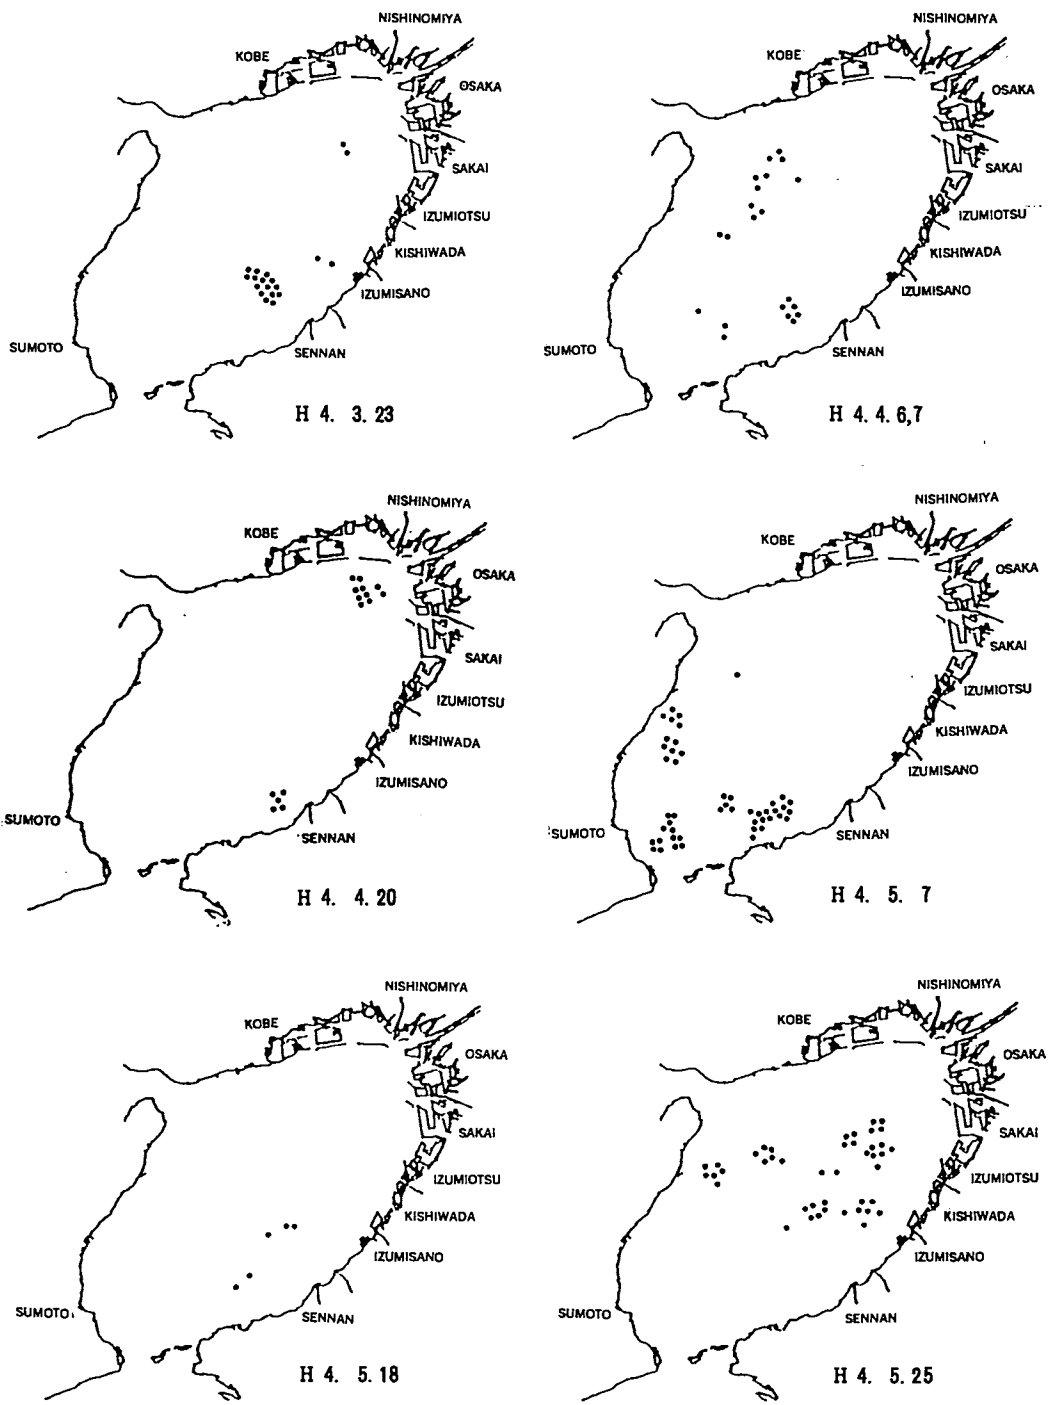 NISHINOMIYA
KOBE
OSAKA
SAKAI
IZUMIOTSU
KISHIWADA
IZUMISANO
SUMOTO
SENNAN
H 4. 3. 23
NISHINOMIYA
KOBE
OSAKA
SAKAI
IZUMIOTSU
KISHIWADA
IZUMISANO
SUMOTO
SENNAN
H 4. 4. 6,7
NISHINOMIYA
KOBE
OSAKA
SAKAI
IZUMIOTSU
KISHIWADA
IZUMISANO
SUMOTO
SENNAN
H 4. 4. 20
NISHINOMIYA
KOBE
OSAKA
SAKAI
IZUMIOTSU
KISHIWADA
IZUMISANO
SUMOTO
SENNAN
H 4. 5. 7
NISHINOMIYA
KOBE
OSAKA
SAKAI
IZUMIOTSU
KISHIWADA
IZUMISANO
SUMOTO
SENNAN
H 4. 5. 18
NISHINOMIYA
KOBE
OSAKA
SAKAI
IZUMIOTSU
KISHIWADA
IZUMISANO
SUMOTO
SENNAN
H 4. 5. 25